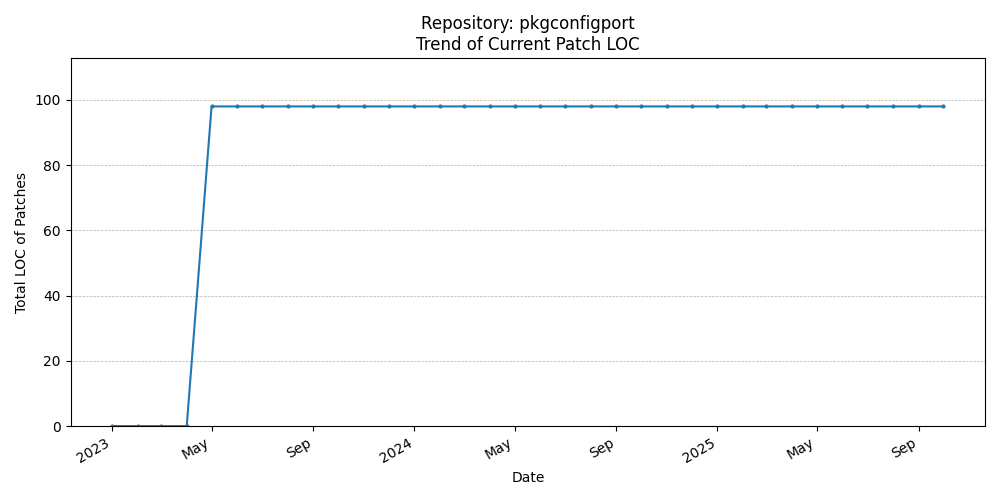 Repository: pkgconfigport
Trend of Current Patch LOC
Total LOC of Patches
100
80
60
40
20
0
2023
May
Sep
2024
May
Sep
2025
May
Sep
Date